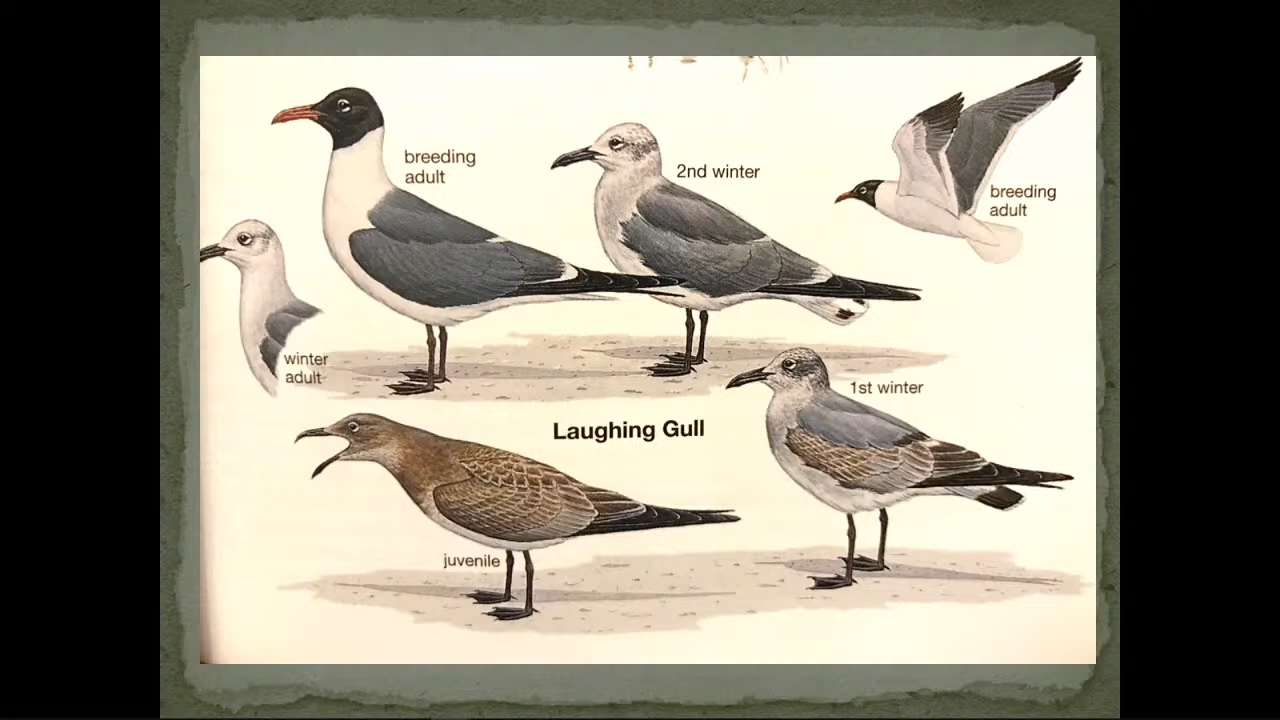 breeding
adult
2nd winter
breeding
adult
winter
adult
1st winter
Laughing Gull
juvenile